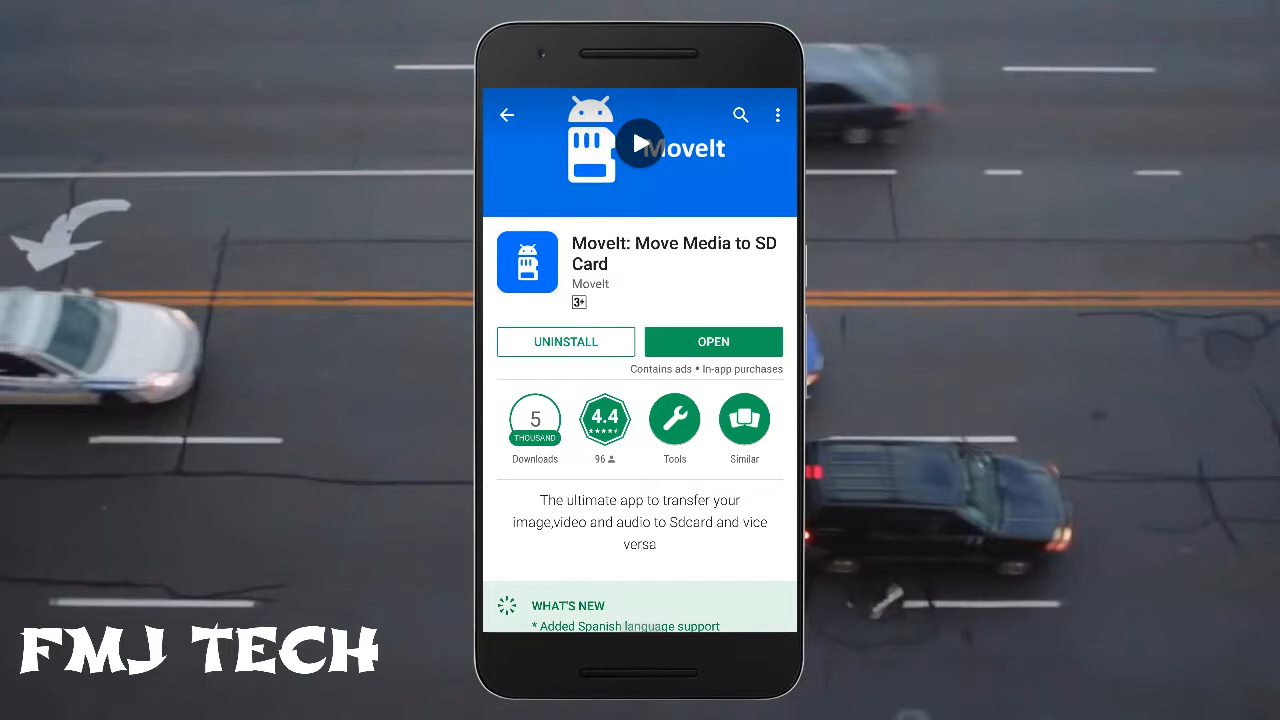 MoveIt
MoveIt: Move Media to SD
Card
MoveIt
3+
UNINSTALL
OPEN
Contains ads • In-app purchases
5
THOUSAND
Downloads
4.4
96
Tools
Similar
The ultimate app to transfer your
image,video and audio to Sdcard and vice
versa
WHAT'S NEW
* Added Spanish language support
FMJ TECH